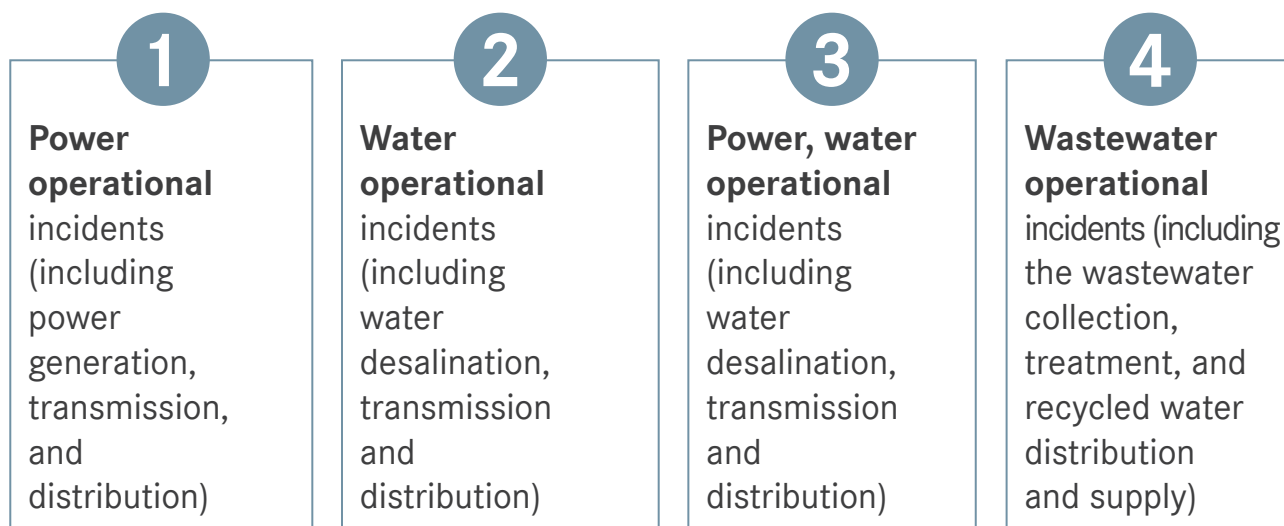 1
Power
operational
incidents
(including
power
generation,
transmission,
and
distribution)
2
Water
operational
incidents
(including
water
desalination,
transmission
and
distribution)
3
Power, water
operational
incidents
(including
water
desalination,
transmission
and
distribution)
4
Wastewater
operational
incidents (including
the wastewater
collection,
treatment, and
recycled water
distribution
and supply)